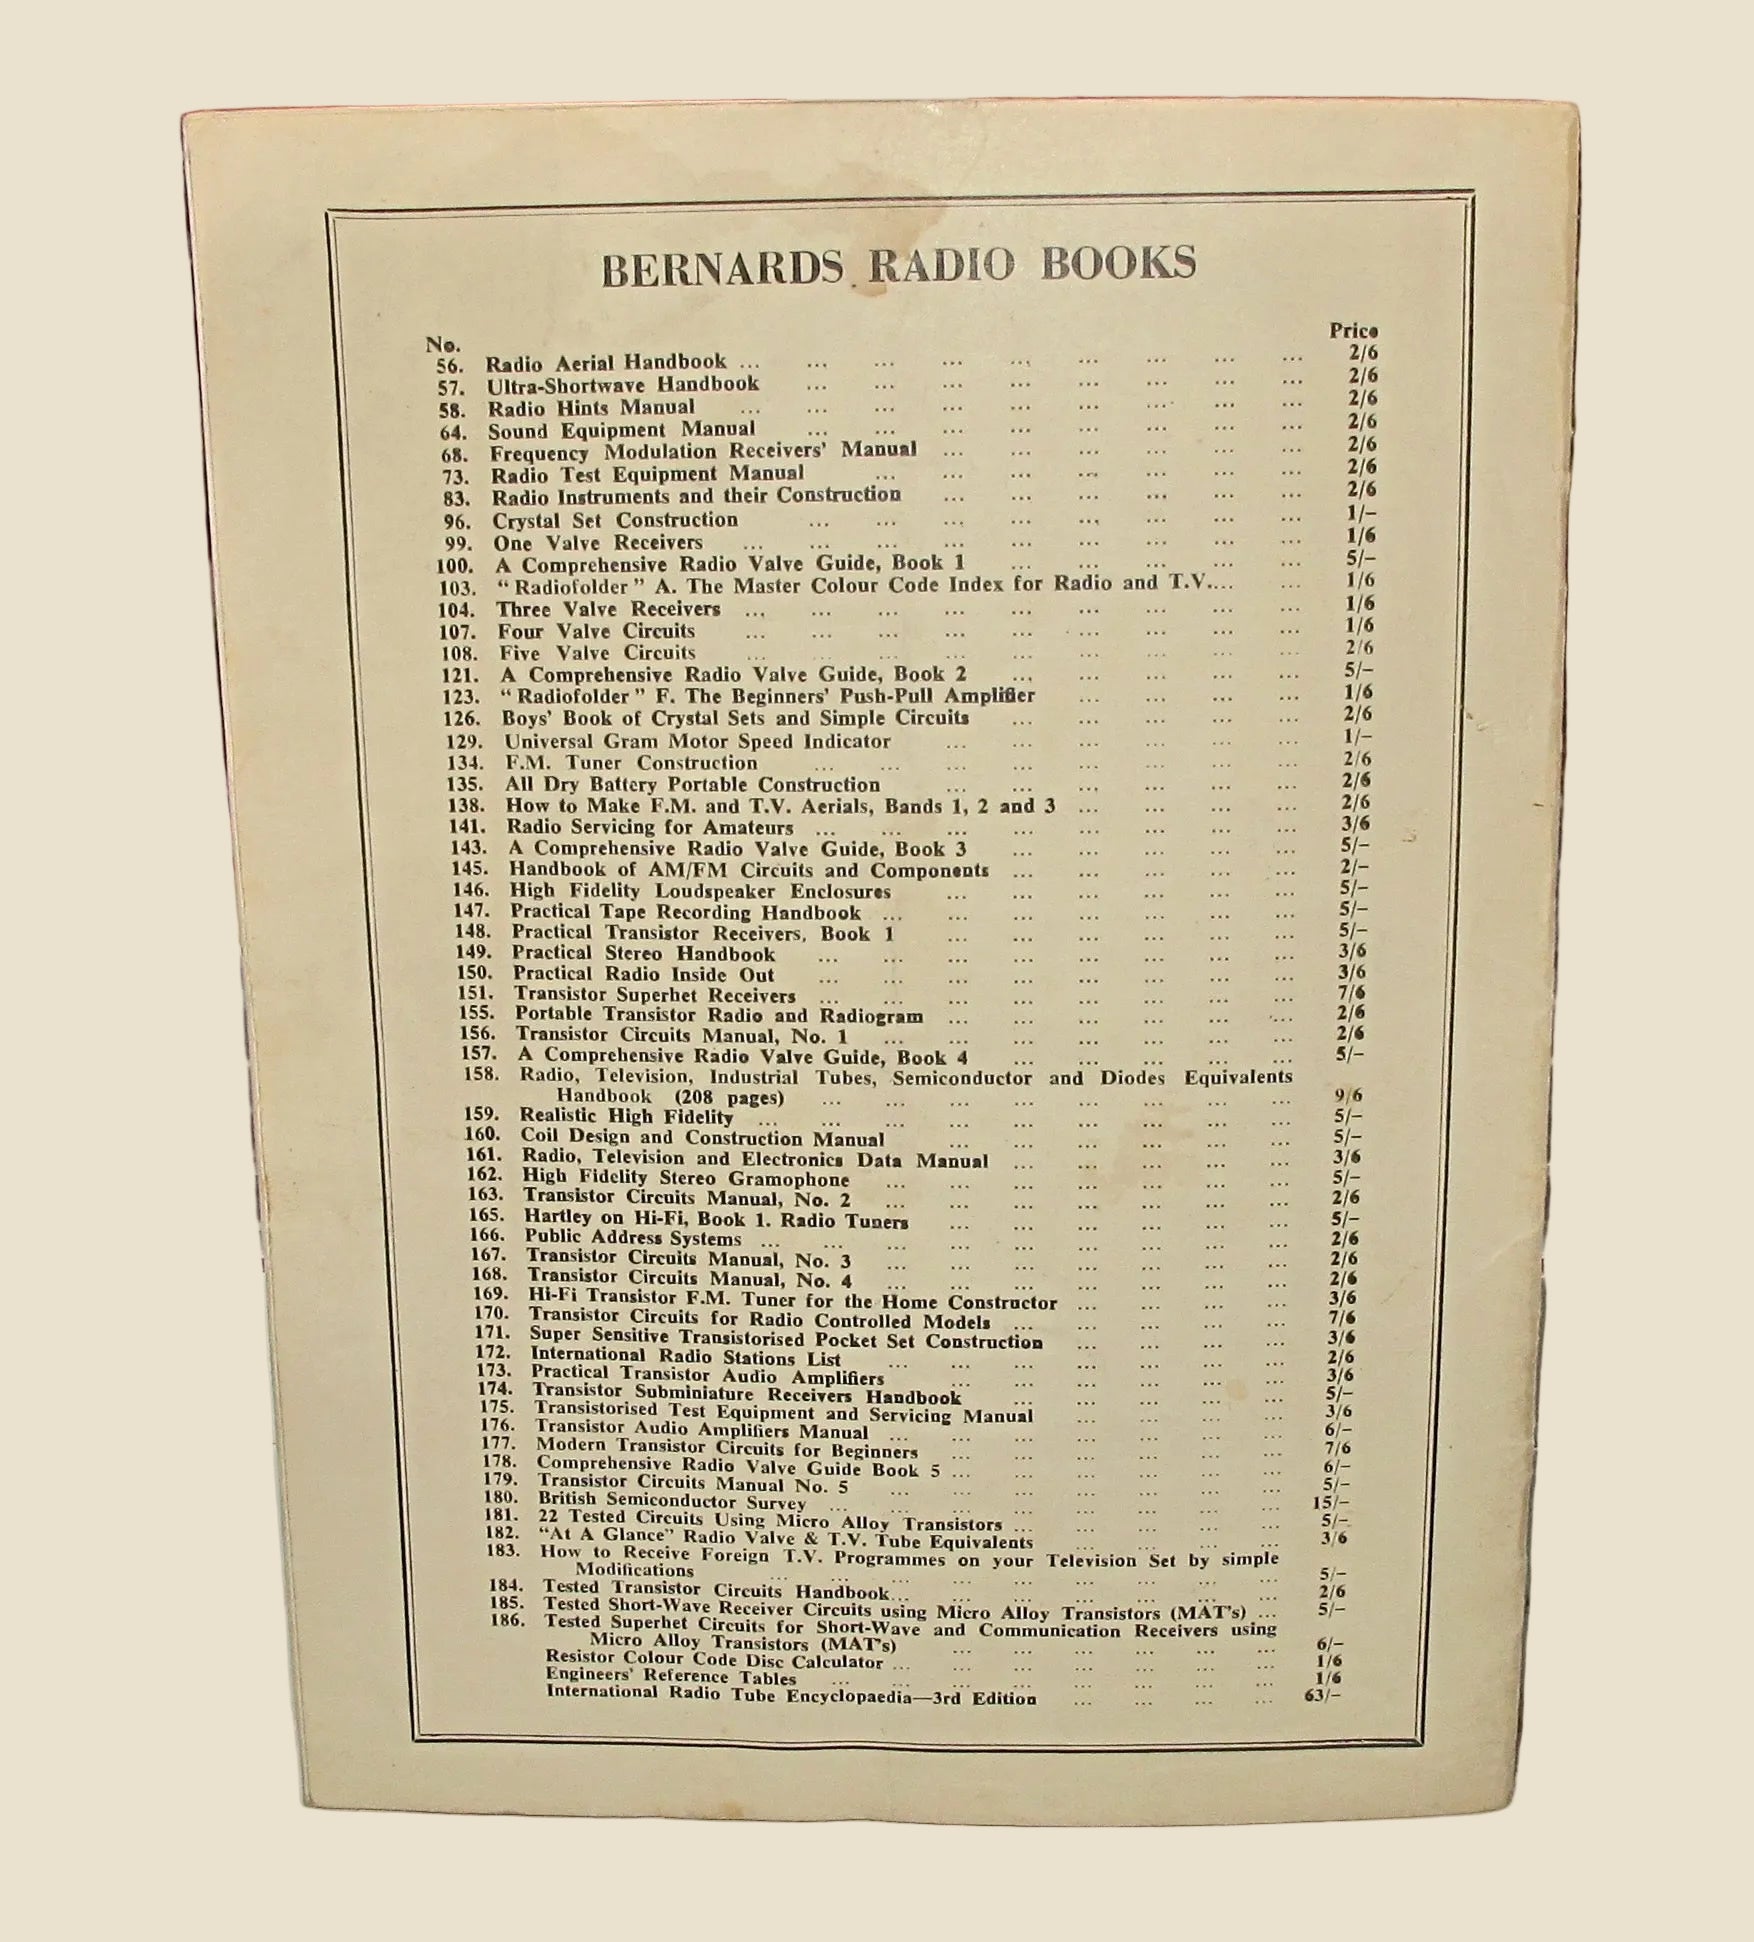 BERNARDS RADIO BOOKS
No. Price
56. Radio Aerial Handbook ... ... ... ... ... ... ... ... ... 2/6
57. Ultra-Shortwave Handbook ... ... ... ... ... ... ... ... 2/6
58. Radio Hints Manual ... ... ... ... ... ... ... ... ... 2/6
64. Sound Equipment Manual ... ... ... ... ... ... ... ... 2/6
68. Frequency Modulation Receivers' Manual ... ... ... ... ... ... 2/6
73. Radio Test Equipment Manual ... ... ... ... ... ... ... 2/6
83. Radio Instruments and their Construction ... ... ... ... ... ... 2/6
96. Crystal Set Construction ... ... ... ... ... ... ... ... 1/-
99. One Valve Receivers ... ... ... ... ... ... ... ... ... 1/6
100. A Comprehensive Radio Valve Guide, Book 1 ... ... ... ... ... 5/-
103. "Radiofolder" A. The Master Colour Code Index for Radio and T.V.... ... 1/6
104. Three Valve Receivers ... ... ... ... ... ... ... ... ... 1/6
107. Four Valve Circuits ... ... ... ... ... ... ... ... ... 1/6
108. Five Valve Circuits ... ... ... ... ... ... ... ... ... 2/6
121. A Comprehensive Radio Valve Guide, Book 2 ... ... ... ... ... 5/-
123. "Radiofolder" F. The Beginners' Push-Pull Amplifier ... ... ... ... 1/6
126. Boys' Book of Crystal Sets and Simple Circuits ... ... ... ... ... 2/6
129. Universal Gram Motor Speed Indicator ... ... ... ... ... ... 1/-
134. F.M. Tuner Construction ... ... ... ... ... ... ... ... 2/6
135. All Dry Battery Portable Construction ... ... ... ... ... ... 2/6
138. How to Make F.M. and T.V. Aerials, Bands 1, 2 and 3 ... ... ... ... 2/6
141. Radio Servicing for Amateurs ... ... ... ... ... ... ... ... 3/6
143. A Comprehensive Radio Valve Guide, Book 3 ... ... ... ... ... 5/-
145. Handbook of AM/FM Circuits and Components ... ... ... ... ... 2/-
146. High Fidelity Loudspeaker Enclosures ... ... ... ... ... ... 5/-
147. Practical Tape Recording Handbook ... ... ... ... ... ... ... 5/-
148. Practical Transistor Receivers, Book 1 ... ... ... ... ... ... 5/-
149. Practical Stereo Handbook ... ... ... ... ... ... ... ... 3/6
150. Practical Radio Inside Out ... ... ... ... ... ... ... ... 3/6
151. Transistor Superhet Receivers ... ... ... ... ... ... ... ... 7/6
155. Portable Transistor Radio and Radiogram ... ... ... ... ... ... 2/6
156. Transistor Circuits Manual, No. 1 ... ... ... ... ... ... ... 2/6
157. A Comprehensive Radio Valve Guide, Book 4 ... ... ... ... ... 5/-
158. Radio, Television, Industrial Tubes, Semiconductor and Diodes Equivalents
Handbook (208 pages) ... ... ... ... ... ... ... ... 9/6
159. Realistic High Fidelity ... ... ... ... ... ... ... ... ... 5/-
160. Coil Design and Construction Manual ... ... ... ... ... ... 5/-
161. Radio, Television and Electronics Data Manual ... ... ... ... ... 3/6
162. High Fidelity Stereo Gramophone ... ... ... ... ... ... ... 5/-
163. Transistor Circuits Manual, No. 2 ... ... ... ... ... ... ... 2/6
165. Hartley on Hi-Fi, Book 1. Radio Tuners ... ... ... ... ... ... 5/-
166. Public Address Systems ... ... ... ... ... ... ... ... ... 2/6
167. Transistor Circuits Manual, No. 3 ... ... ... ... ... ... ... 2/6
168. Transistor Circuits Manual, No. 4 ... ... ... ... ... ... ... 2/6
169. Hi-Fi Transistor F.M. Tuner for the Home Constructor ... ... ... ... 3/6
170. Transistor Circuits for Radio Controlled Models ... ... ... ... ... 7/6
171. Super Sensitive Transistorised Pocket Set Construction ... ... ... ... 3/6
172. International Radio Stations List ... ... ... ... ... ... ... 2/6
173. Practical Transistor Audio Amplifiers ... ... ... ... ... ... 3/6
174. Transistor Subminiature Receivers Handbook ... ... ... ... ... 5/-
175. Transistorised Test Equipment and Servicing Manual ... ... ... ... 3/6
176. Transistor Audio Amplifiers Manual ... ... ... ... ... ... ... 6/-
177. Modern Transistor Circuits for Beginners ... ... ... ... ... ... 7/6
178. Comprehensive Radio Valve Guide Book 5 ... ... ... ... ... ... 6/-
179. Transistor Circuits Manual No. 5 ... ... ... ... ... ... ... 5/-
180. British Semiconductor Survey ... ... ... ... ... ... ... ... 15/-
181. 22 Tested Circuits Using Micro Alloy Transistors ... ... ... ... ... 5/-
182. "At A Glance" Radio Valve & T.V. Tube Equivalents ... ... ... ... 3/6
183. How to Receive Foreign T.V. Programmes on your Television Set by simple
Modifications ... ... ... ... ... ... ... ... ... 5/-
184. Tested Transistor Circuits Handbook... ... ... ... ... ... ... 2/6
185. Tested Short-Wave Receiver Circuits using Micro Alloy Transistors (MAT's) ... 5/-
186. Tested Superhet Circuits for Short-Wave and Communication Receivers using
Micro Alloy Transistors (MAT's) ... ... ... ... ... ... 6/-
Resistor Colour Code Disc Calculator ... ... ... ... ... ... ... 1/6
Engineers' Reference Tables ... ... ... ... ... ... ... ... 1/6
International Radio Tube Encyclopaedia—3rd Edition ... ... ... ... 63/-